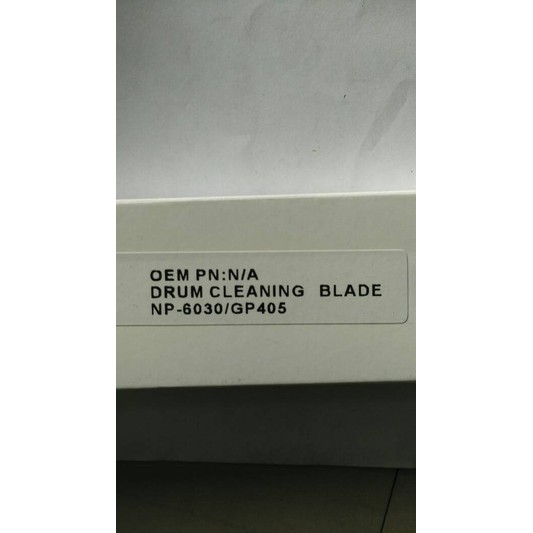 OEM PN:N/A
DRUM CLEANING BLADE
NP-6030/GP405